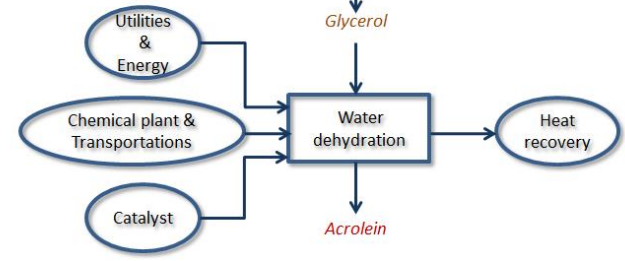 Utilities
&
Energy
Glycerol
Chemical plant &
Transportations
Water
dehydration
Heat
recovery
Catalyst
Acrolein